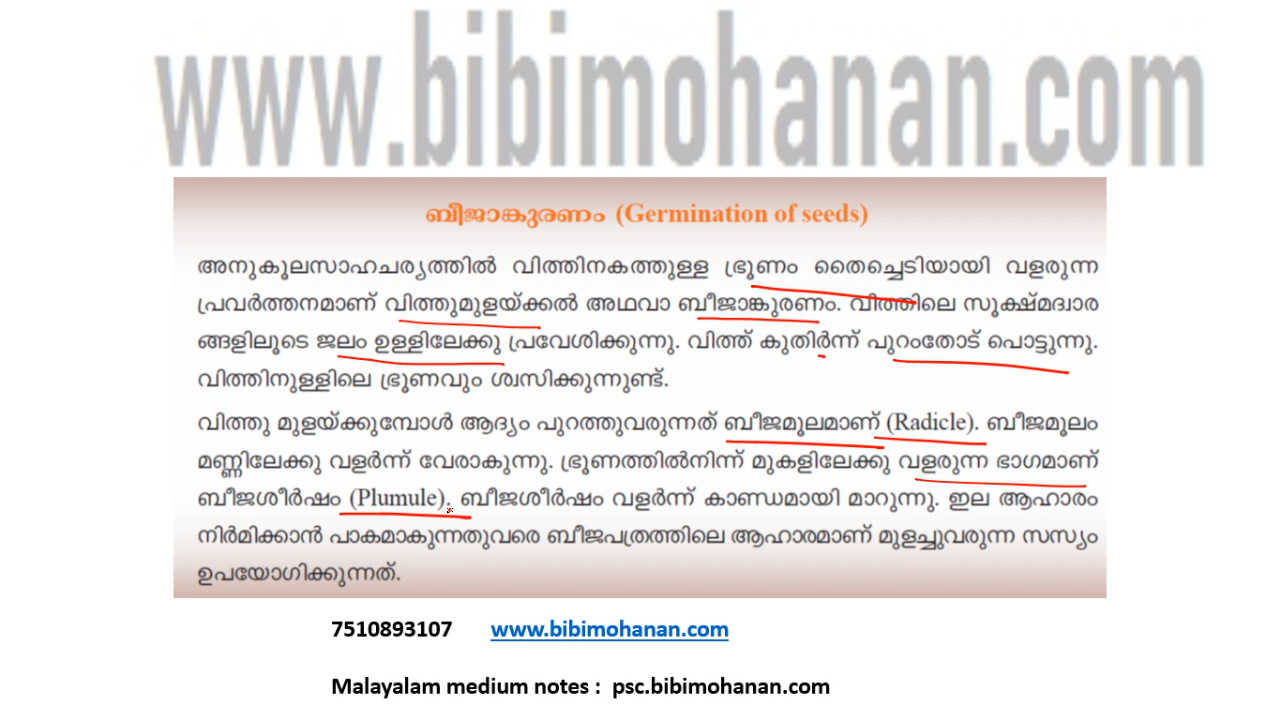 www.bibimohanan.com
ബീജാങ്കുരണം (Germination of seeds)
അനുകൂലസാഹചര്യത്തിൽ വിത്തിനകത്തുള്ള ഭ്രൂണം തൈച്ചെടിയായി വളരുന്ന
പ്രവർത്തനമാണ് വിത്തുമുളയ്ക്കൽ അഥവാ ബീജാങ്കുരണം. വിത്തിലെ സൂക്ഷ്മദ്വാര
ങ്ങളിലൂടെ ജലം ഉള്ളിലേക്കു പ്രവേശിക്കുന്നു. വിത്ത് കുതിർന്ന് പുറംതോട് പൊട്ടുന്നു.
വിത്തിനുള്ളിലെ ഭ്രൂണവും ശ്വസിക്കുന്നുണ്ട്.
വിത്തു മുളയ്ക്കുമ്പോൾ ആദ്യം പുറത്തുവരുന്നത് ബീജമൂലമാണ് (Radicle). ബീജമൂലം
മണ്ണിലേക്കു വളർന്ന് വേരാകുന്നു. ഭ്രൂണത്തിൽനിന്ന് മുകളിലേക്കു വളരുന്ന ഭാഗമാണ്
ബീജശീർഷം (Plumule). ബീജശീർഷം വളർന്ന് കാണ്ഡമായി മാറുന്നു. ഇല ആഹാരം
നിർമിക്കാൻ പാകമാകുന്നതുവരെ ബീജപത്രത്തിലെ ആഹാരമാണ് മുളച്ചുവരുന്ന സസ്യം
ഉപയോഗിക്കുന്നത്.
7510893107 www.bibimohanan.com
Malayalam medium notes : psc.bibimohanan.com